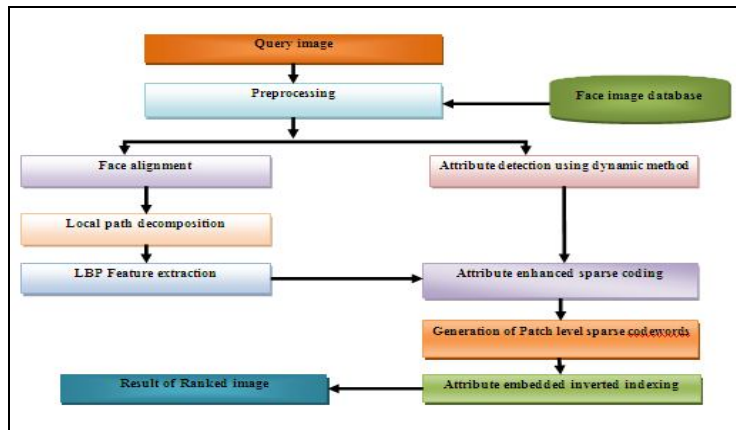 Query image
Preprocessing
Face image database
Face alignment
Attribute detection using dynamic method
Local path decomposition
LBP Feature extraction
Attribute enhanced sparse coding
Generation of Patch level sparse codewords
Result of Ranked image
Attribute embedded inverted indexing